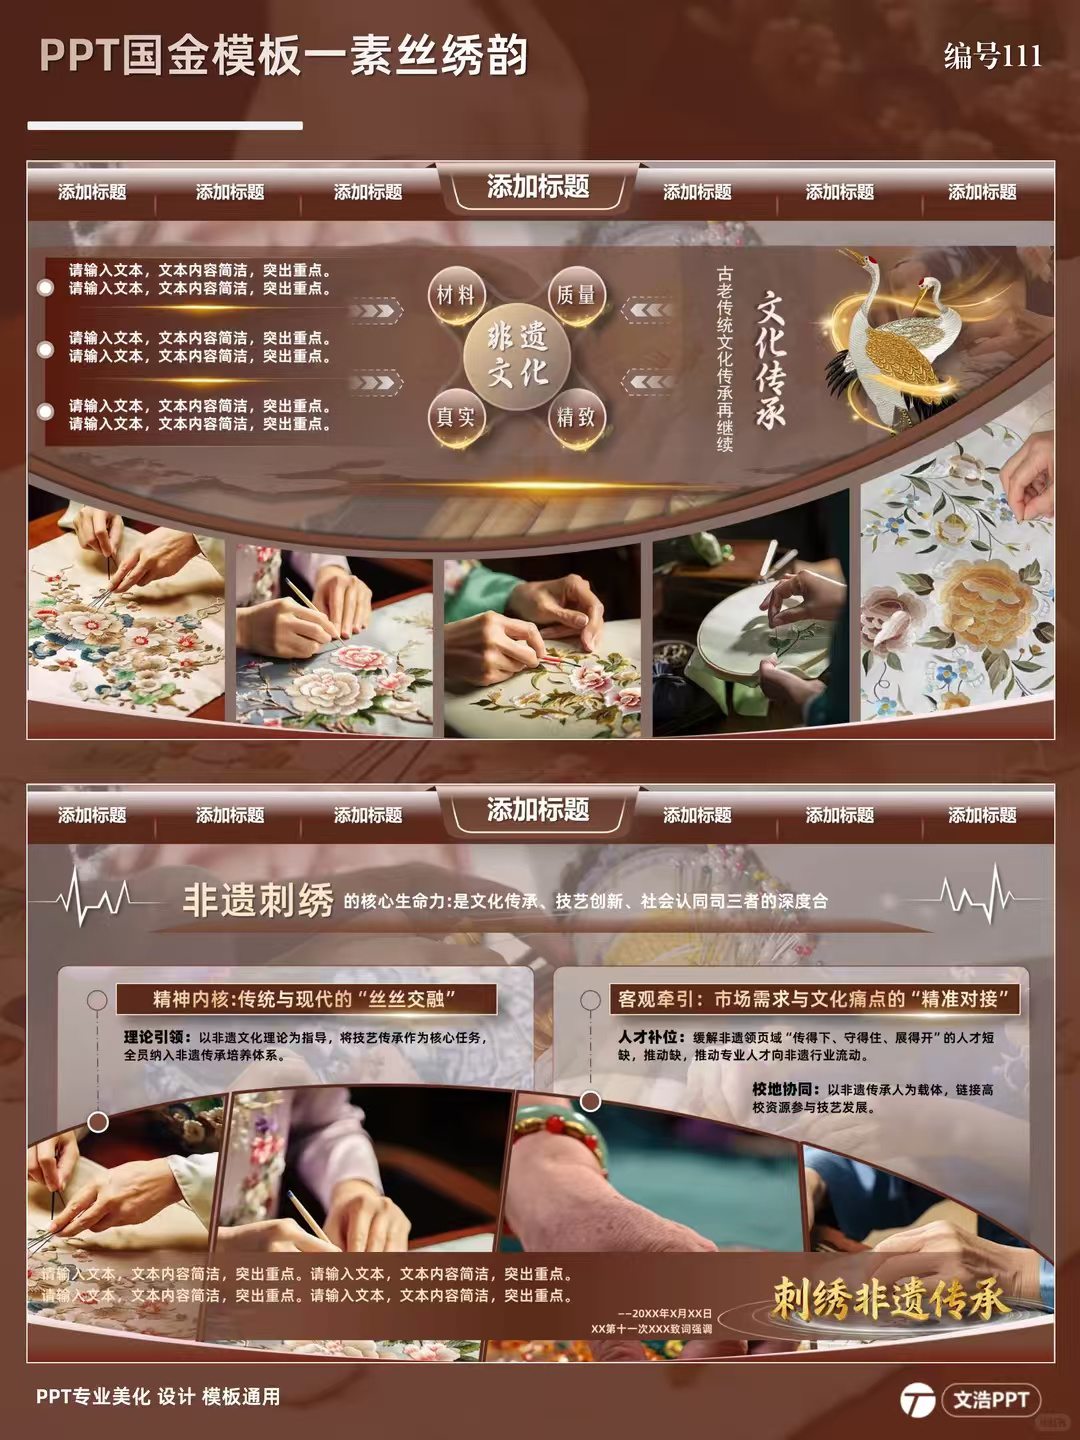 PPT国金模板一素丝绣韵
编号111
添加标题
添加标题
添加标题
添加标题
添加标题
添加标题
添加标题
请输入文本，文本内容简洁，突出重点。
请输入文本，文本内容简洁，突出重点。
请输入文本，文本内容简洁，突出重点。
请输入文本，文本内容简洁，突出重点。
请输入文本，文本内容简洁，突出重点。
请输入文本，文本内容简洁，突出重点。
材料
质量
非遗
文化
真实
精致
古老传统文化传承再继续
文化传承
添加标题
添加标题
添加标题
添加标题
添加标题
添加标题
添加标题
非遗刺绣 的核心生命力:是文化传承、技艺创新、社会认同司三者的深度合
精神内核:传统与现代的“丝丝交融”
理论引领：以非遗文化理论为指导，将技艺传承作为核心任务，
全员纳入非遗传承培养体系。
客观牵引：市场需求与文化痛点的“精准对接”
人才补位：缓解非遗领页域“传得下、守得住、展得开”的人才短
缺，推动缺，推动专业人才向非遗行业流动。
校地协同：以非遗传承人为载体，链接高
校资源参与技艺发展。
请输入文本，文本内容简洁，突出重点。请输入文本，文本内容简洁，突出重点。
请输入文本，文本内容简洁，突出重点。请输入文本，文本内容简洁，突出重点。
——20XX年X月XX日
XX第十一次XXX致词强调
刺绣非遗传承
PPT专业美化 设计 模板通用
文浩PPT